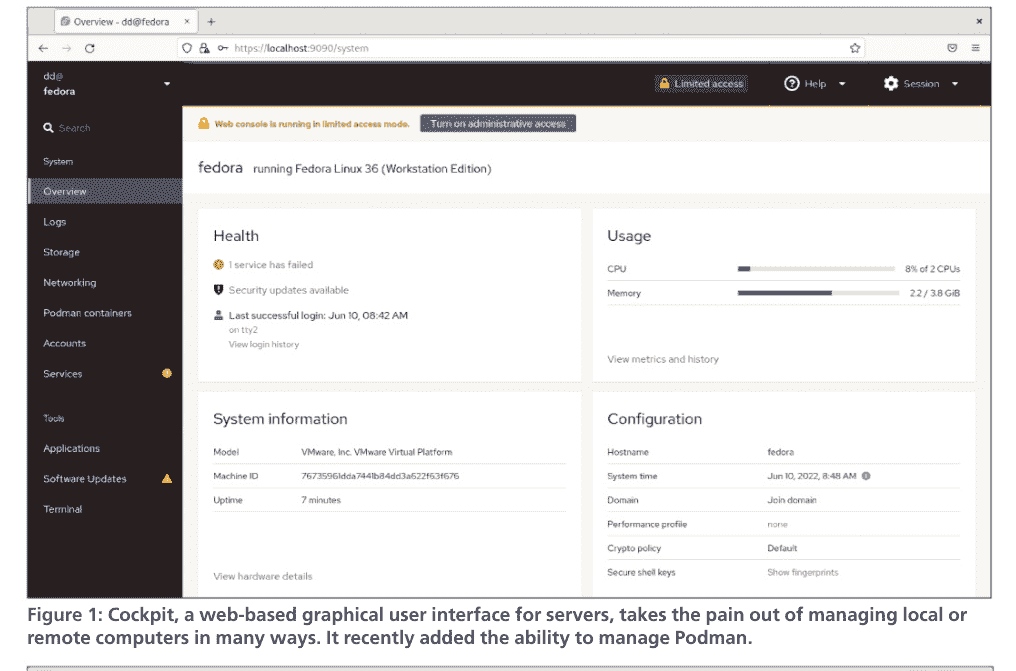 Overview - dd@fedora × +
×
https://localhost:9090/system
dd@
fedora
Limited access
Help
Session
Search
Web console is running in limited access mode. Turn on administrative access
System
fedora running Fedora Linux 36 (Workstation Edition)
Overview
Logs
Storage
Networking
Podman containers
Accounts
Services
Tools
Applications
Software Updates
Terminal
Health
1 service has failed
Security updates available
Last successful login: Jun 10, 08:42 AM
on tty2
View login history
Usage
CPU 8% of 2 CPUs
Memory 2.2 / 3.8 GiB
View metrics and history
System information
Model VMware, Inc. VMware Virtual Platform
Machine ID
Uptime 7 minutes
View hardware details
Configuration
Hostname fedora
System time Jun 10, 2022, 8:48 AM
Domain Join domain
Performance profile none
Crypto policy Default
Secure shell keys Show fingerprints
Figure 1: Cockpit, a web-based graphical user interface for servers, takes the pain out of managing local or
remote computers in many ways. It recently added the ability to manage Podman.